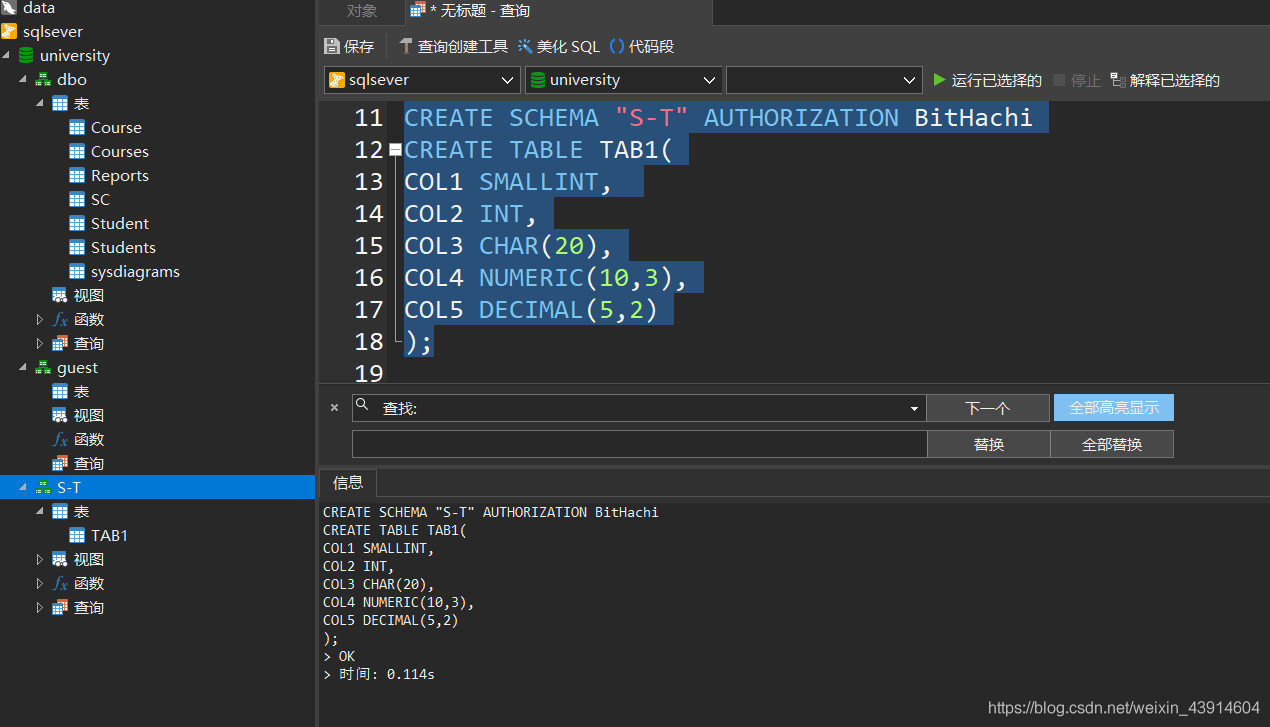 data
sqlsever
university
dbo
表
Course
Courses
Reports
SC
Student
Students
sysdiagrams
视图
fx 函数
查询
guest
表
视图
fx 函数
查询
S-T
表
TAB1
视图
fx 函数
查询
对象 * 无标题 - 查询
保存 查询创建工具 美化 SQL () 代码段
sqlsever university 运行已选择的 停止 解释已选择的
11 CREATE SCHEMA "S-T" AUTHORIZATION BitHachi
12 CREATE TABLE TAB1(
13 COL1 SMALLINT,
14 COL2 INT,
15 COL3 CHAR(20),
16 COL4 NUMERIC(10,3),
17 COL5 DECIMAL(5,2)
18 );
19
× 查找: 下一个 全部高亮显示
替换 全部替换
信息
CREATE SCHEMA "S-T" AUTHORIZATION BitHachi
CREATE TABLE TAB1(
COL1 SMALLINT,
COL2 INT,
COL3 CHAR(20),
COL4 NUMERIC(10,3),
COL5 DECIMAL(5,2)
);
> OK
> 时间: 0.114s
https://blog.csdn.net/weixin_43914604